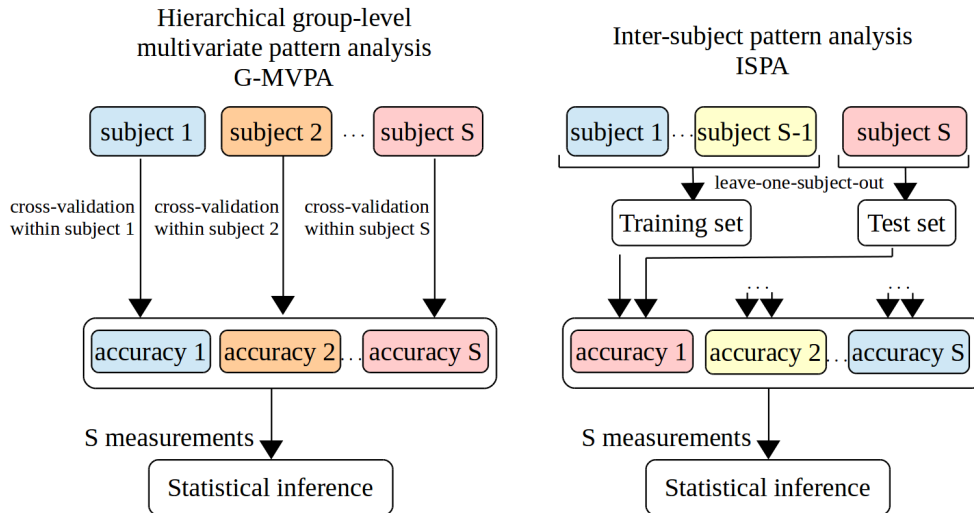 Hierarchical group-level
multivariate pattern analysis
G-MVPA
subject 1
subject 2
...
subject S
cross-validation
within subject 1
cross-validation
within subject 2
cross-validation
within subject S
accuracy 1
accuracy 2
...
accuracy S
S measurements
Statistical inference
Inter-subject pattern analysis
ISPA
subject 1
...
subject S-1
subject S
leave-one-subject-out
Training set
Test set
...
...
accuracy 1
accuracy 2
...
accuracy S
S measurements
Statistical inference